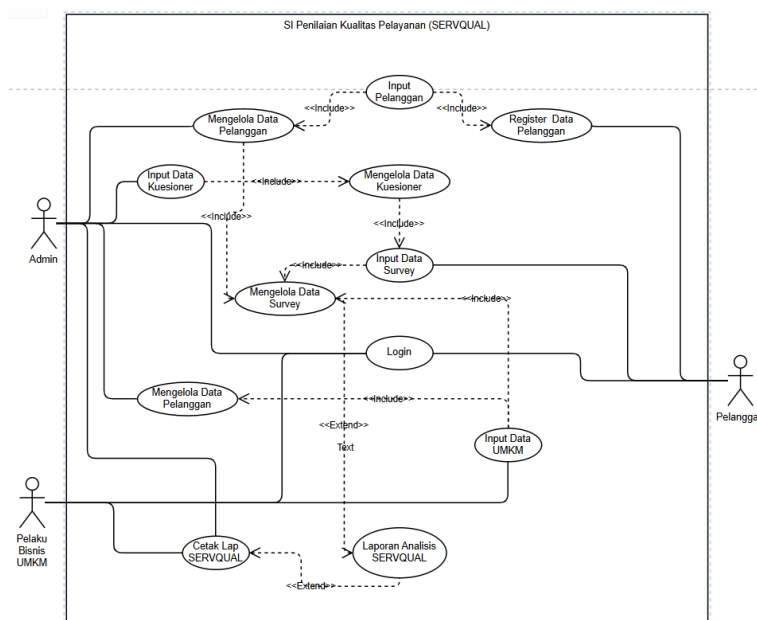 SI Penilaian Kualitas Pelayanan (SERVQUAL)
Input
Pelanggan
<<Include>>
<<Include>>
Mengelola Data
Pelanggan
Register Data
Pelanggan
Input Data
Kuesioner
<<Include>>
Mengelola Data
Kuesioner
<<Include>>
<<Include>>
Admin
Input Data
Survey
<<Include>>
Mengelola Data
Survey
<<Include>>
Login
Mengelola Data
Pelanggan
<<Include>>
Pelangga
<<Extend>>
Text
Input Data
UMKM
Pelaku
Bisnis
UMKM
Cetak Lap
SERVQUAL
Laporan Analisis
SERVQUAL
<<Extend>>